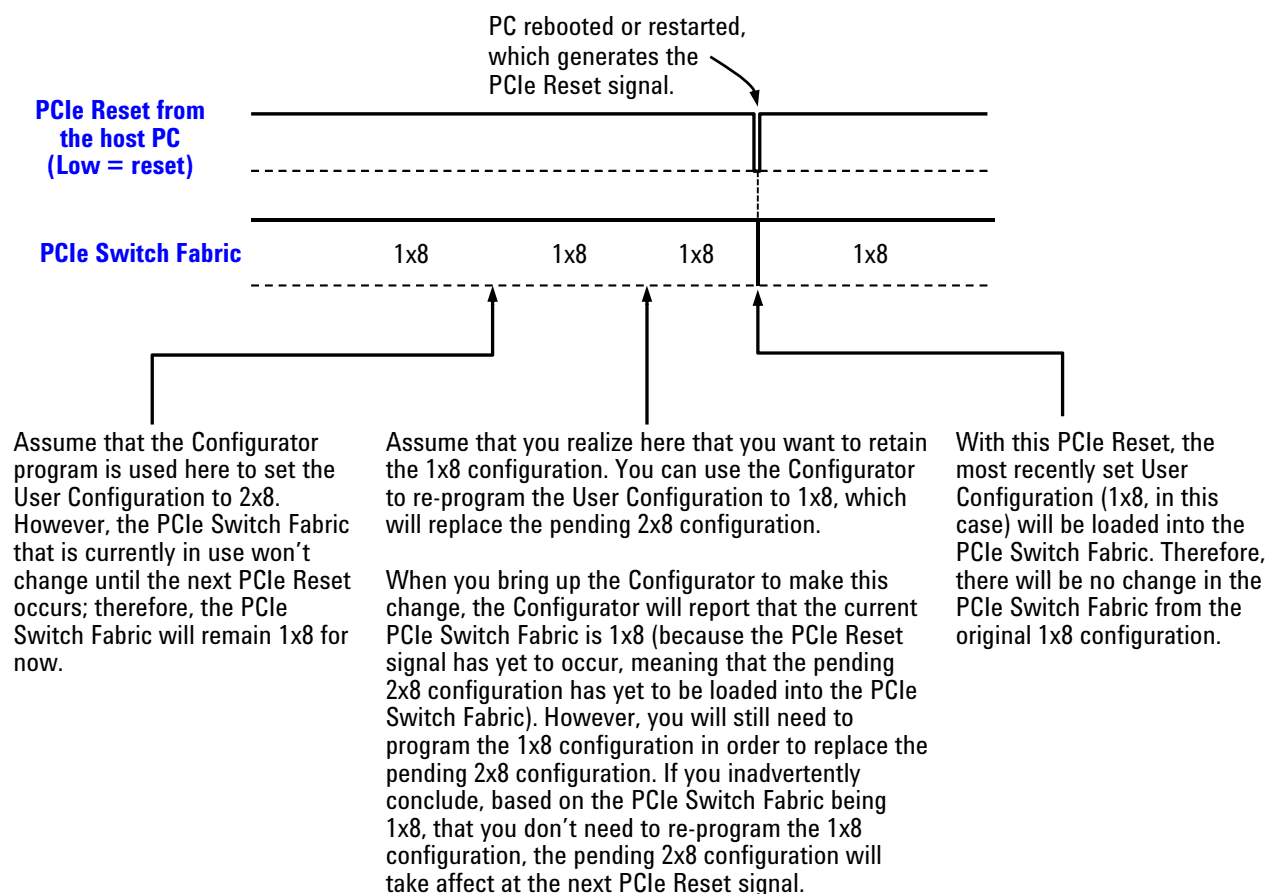 PC rebooted or restarted,
which generates the
PCIe Reset signal.
PCIe Reset from
the host PC
(Low = reset)
PCIe Switch Fabric
1x8
1x8
1x8
1x8
Assume that the Configurator
program is used here to set the
User Configuration to 2x8.
However, the PCIe Switch Fabric
that is currently in use won't
change until the next PCIe Reset
occurs; therefore, the PCIe
Switch Fabric will remain 1x8 for
now.
Assume that you realize here that you want to retain
the 1x8 configuration. You can use the Configurator
to re-program the User Configuration to 1x8, which
will replace the pending 2x8 configuration.
When you bring up the Configurator to make this
change, the Configurator will report that the current
PCIe Switch Fabric is 1x8 (because the PCIe Reset
signal has yet to occur, meaning that the pending
2x8 configuration has yet to be loaded into the PCIe
Switch Fabric). However, you will still need to
program the 1x8 configuration in order to replace the
pending 2x8 configuration. If you inadvertently
conclude, based on the PCIe Switch Fabric being
1x8, that you don't need to re-program the 1x8
configuration, the pending 2x8 configuration will
take affect at the next PCIe Reset signal.
With this PCIe Reset, the
most recently set User
Configuration (1x8, in this
case) will be loaded into the
PCIe Switch Fabric. Therefore,
there will be no change in the
PCIe Switch Fabric from the
original 1x8 configuration.